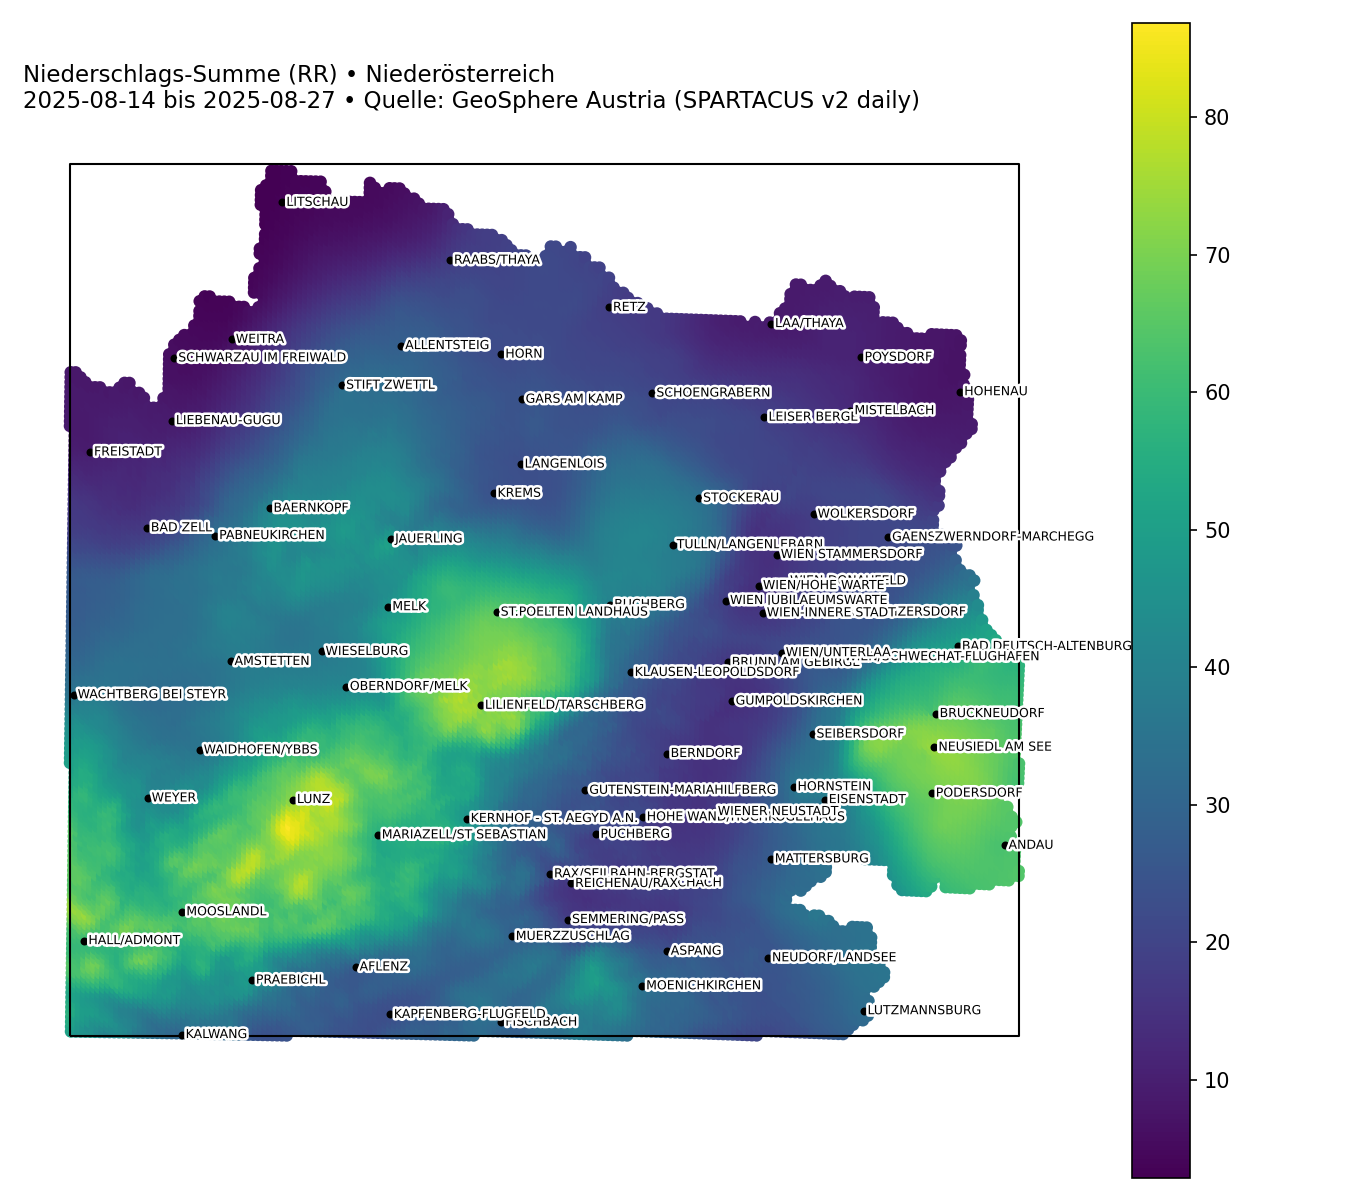 Niederschlags-Summe (RR) • Niederösterreich
2025-08-14 bis 2025-08-27 • Quelle: GeoSphere Austria (SPARTACUS v2 daily)
80
70
60
50
40
30
20
10
LITSCHAU
RAABS/THAYA
RETZ
LAA/THAYA
WEITRA
ALLENTSTEIG
HORN
SCHWARZAU IM FREIWALD
POYSDORF
STIFT ZWETTL
GARS AM KAMP
SCHOENGRABERN
HOHENAU
LEISER BERGE
MISTELBACH
LIEBENAU-GUGU
FREISTADT
LANGENLOIS
KREMS
STOCKERAU
BAERNKOPF
WOLKERSDORF
BAD ZELL
PABNEUKIRCHEN
JAUERLING
GAENSZWERNDORF-MARCHEGG
TULLN/LANGENLEBARN
WIEN STAMMERSDORF
WIEN/HOHE WARTE
WIEN JUBILAEUMSWARTE
MELK
BUCHBERG
ST.POELTEN LANDHAUS
WIEN-INNERE STADT
BAD DEUTSCH-ALTENBURG
WIESELBURG
WIEN/UNTERLAA
SCHWECHAT-FLUGHAFEN
AMSTETTEN
BRUNN AM GEBIRGE
KLAUSEN-LEOPOLDSDORF
OBERNDORF/MELK
WACHTBERG BEI STEYR
LILIENFELD/TARSCHBERG
GUMPOLDSKIRCHEN
BRUCKNEUDORF
SEIBERSDORF
WAIDHOFEN/YBBS
BERNDORF
NEUSIEDL AM SEE
GUTENSTEIN-MARIAHILFBERG
HORNSTEIN
PODERSDORF
WEYER
LUNZ
EISENSTADT
WIENER NEUSTADT
KERNHOF - ST. AEGYD A.N.
HOHE WAND/HOCHKOGELHAUS
MARIAZELL/ST SEBASTIAN
PUCHBERG
ANDAU
MATTERSBURG
RAX/SEILBAHN-BERGSTAT
REICHENAU/RAX
MOOSLANDL
SEMMERING/PASS
HALL/ADMONT
MUERZZUSCHLAG
ASPANG
NEUDORF/LANDSEE
AFLENZ
PRAEBICHL
MOENICHKIRCHEN
LUTZMANNSBURG
KAPFENBERG-FLUGFELD
FISCHBACH
KALWANG